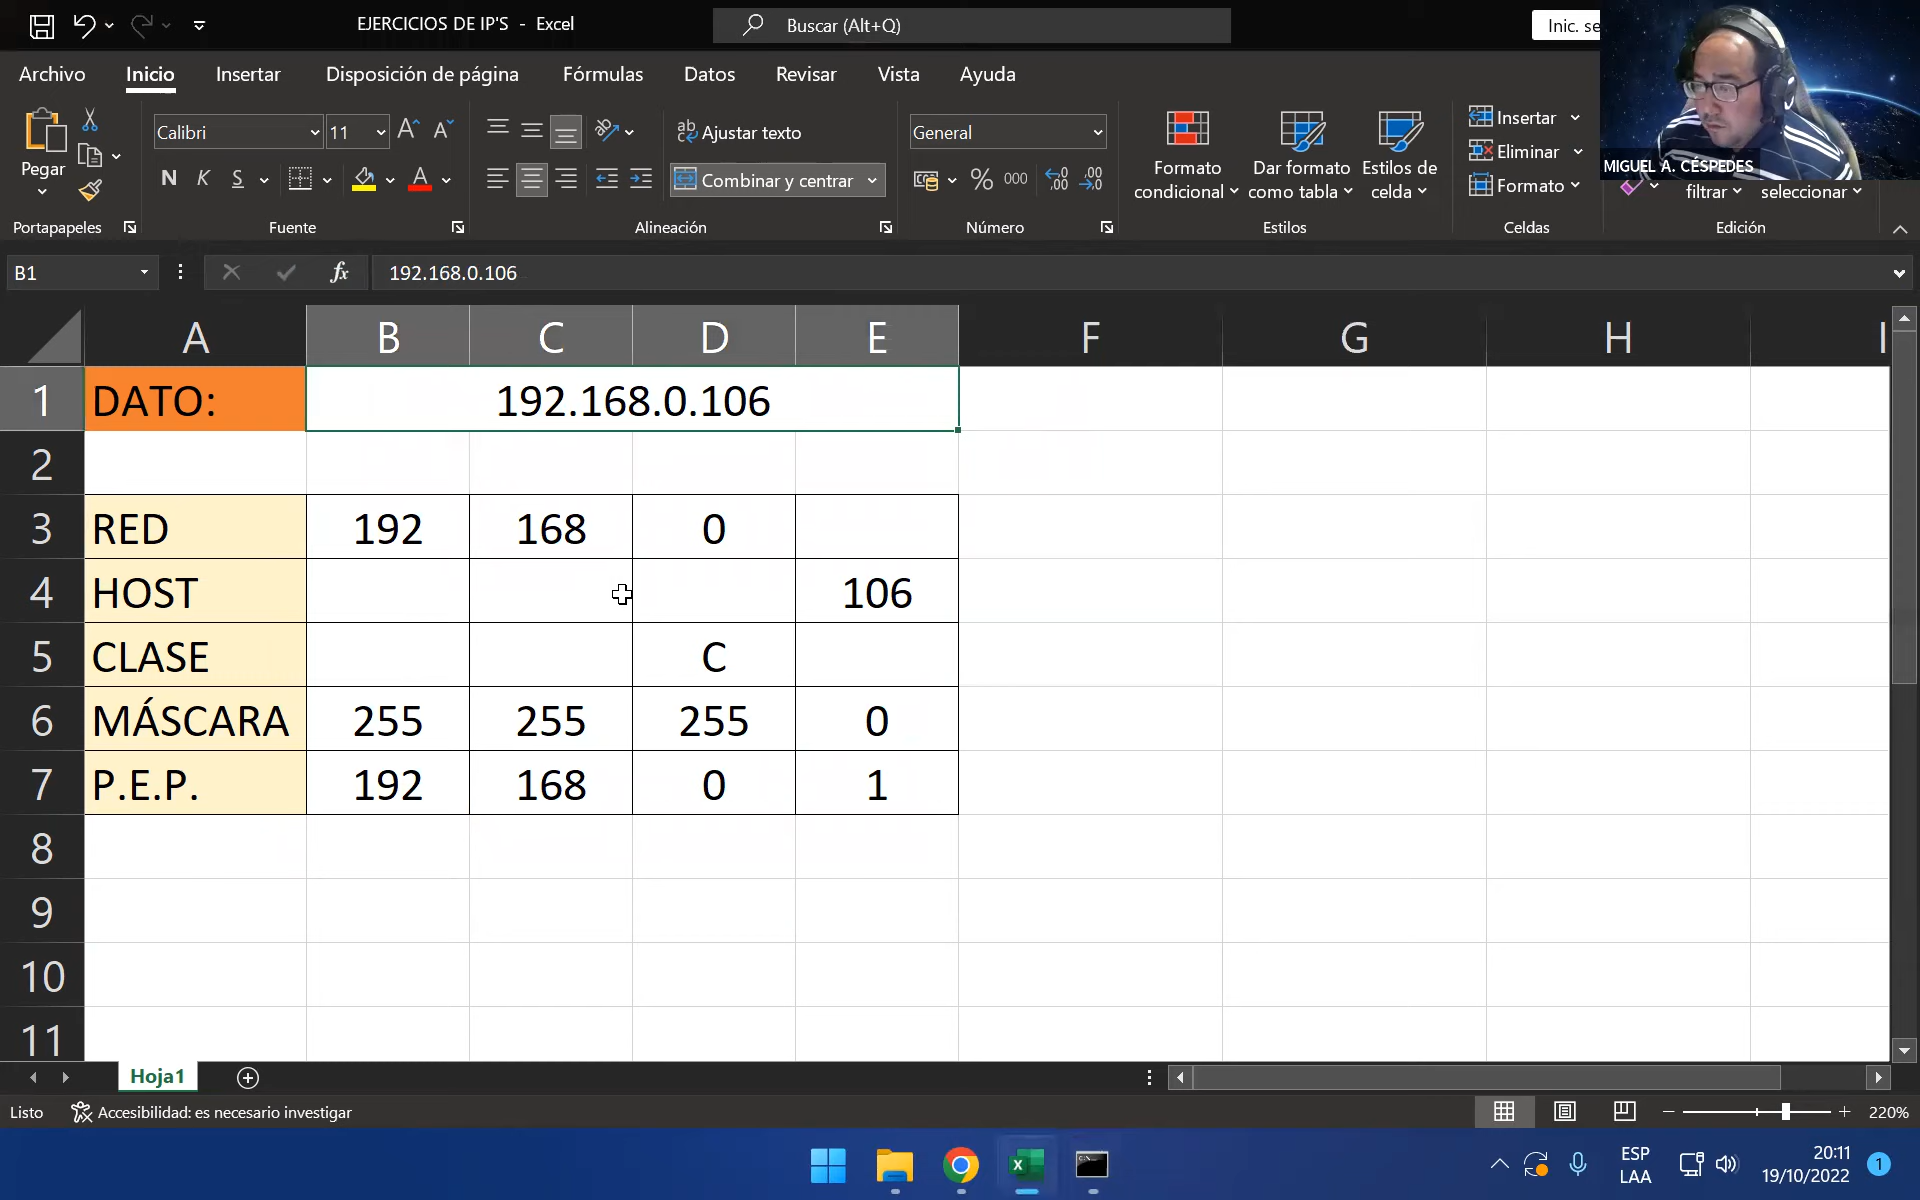 EJERCICIOS DE IP'S - Excel
Buscar (Alt+Q)
Inic. se
Archivo Inicio Insertar Disposición de página Fórmulas Datos Revisar Vista Ayuda
Pegar
Calibri 11
N K S
Ajustar texto
Combinar y centrar
General
% 000
Formato condicional
Dar formato como tabla
Estilos de celda
Insertar
Eliminar
Formato
filtrar
seleccionar
MIGUEL A. CÉSPEDES
Portapapeles Fuente Alineación Número Estilos Celdas Edición
B1 fx 192.168.0.106
A B C D E F G H I
1 DATO: 192.168.0.106
2
3 RED 192 168 0
4 HOST 106
5 CLASE C
6 MÁSCARA 255 255 255 0
7 P.E.P. 192 168 0 1
8
9
10
11
Hoja1
Listo Accesibilidad: es necesario investigar 220%
ESP
LAA
20:11
19/10/2022
1